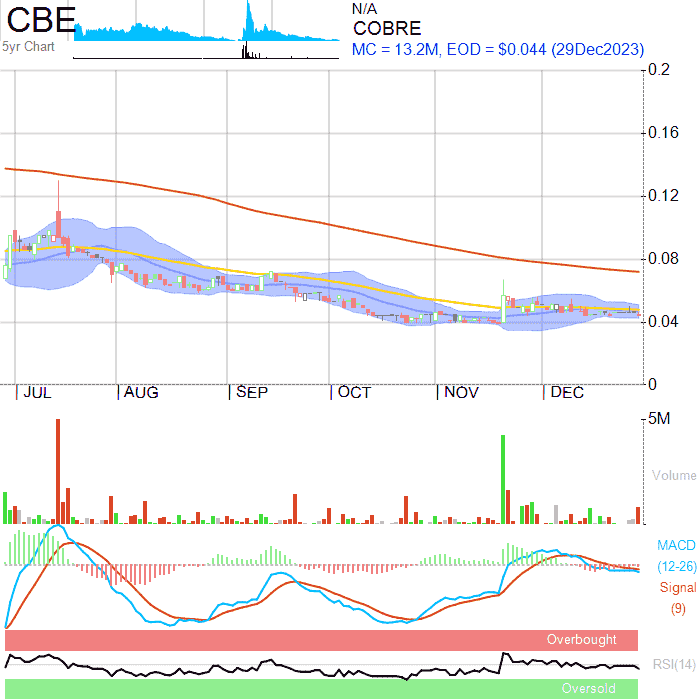 CBE
5yr Chart
N/A
COBRE
MC = 13.2M, EOD = $0.044 (29Dec2023)
0.2
0.16
0.12
0.08
0.04
0
JUL AUG SEP OCT NOV DEC
5M
Volume
MACD
(12-26)
Signal
(9)
Overbought
RSI(14)
Oversold